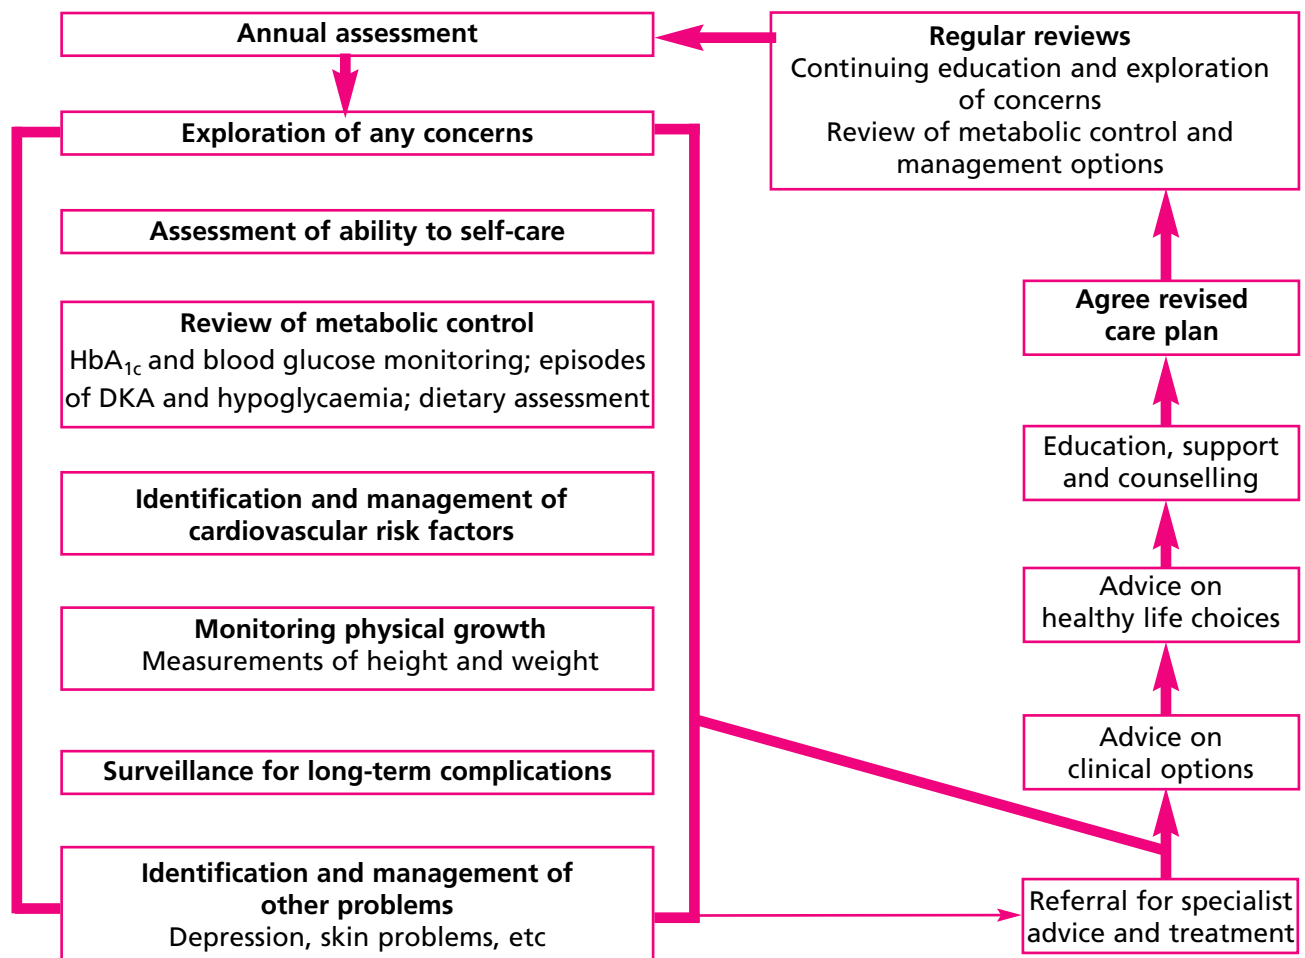 Annual assessment
Exploration of any concerns
Assessment of ability to self-care
Review of metabolic control
HbA1c and blood glucose monitoring; episodes
of DKA and hypoglycaemia; dietary assessment
Identification and management of
cardiovascular risk factors
Monitoring physical growth
Measurements of height and weight
Surveillance for long-term complications
Identification and management of
other problems
Depression, skin problems, etc
Referral for specialist
advice and treatment
Advice on
clinical options
Advice on
healthy life choices
Education, support
and counselling
Agree revised
care plan
Regular reviews
Continuing education and exploration
of concerns
Review of metabolic control and
management options